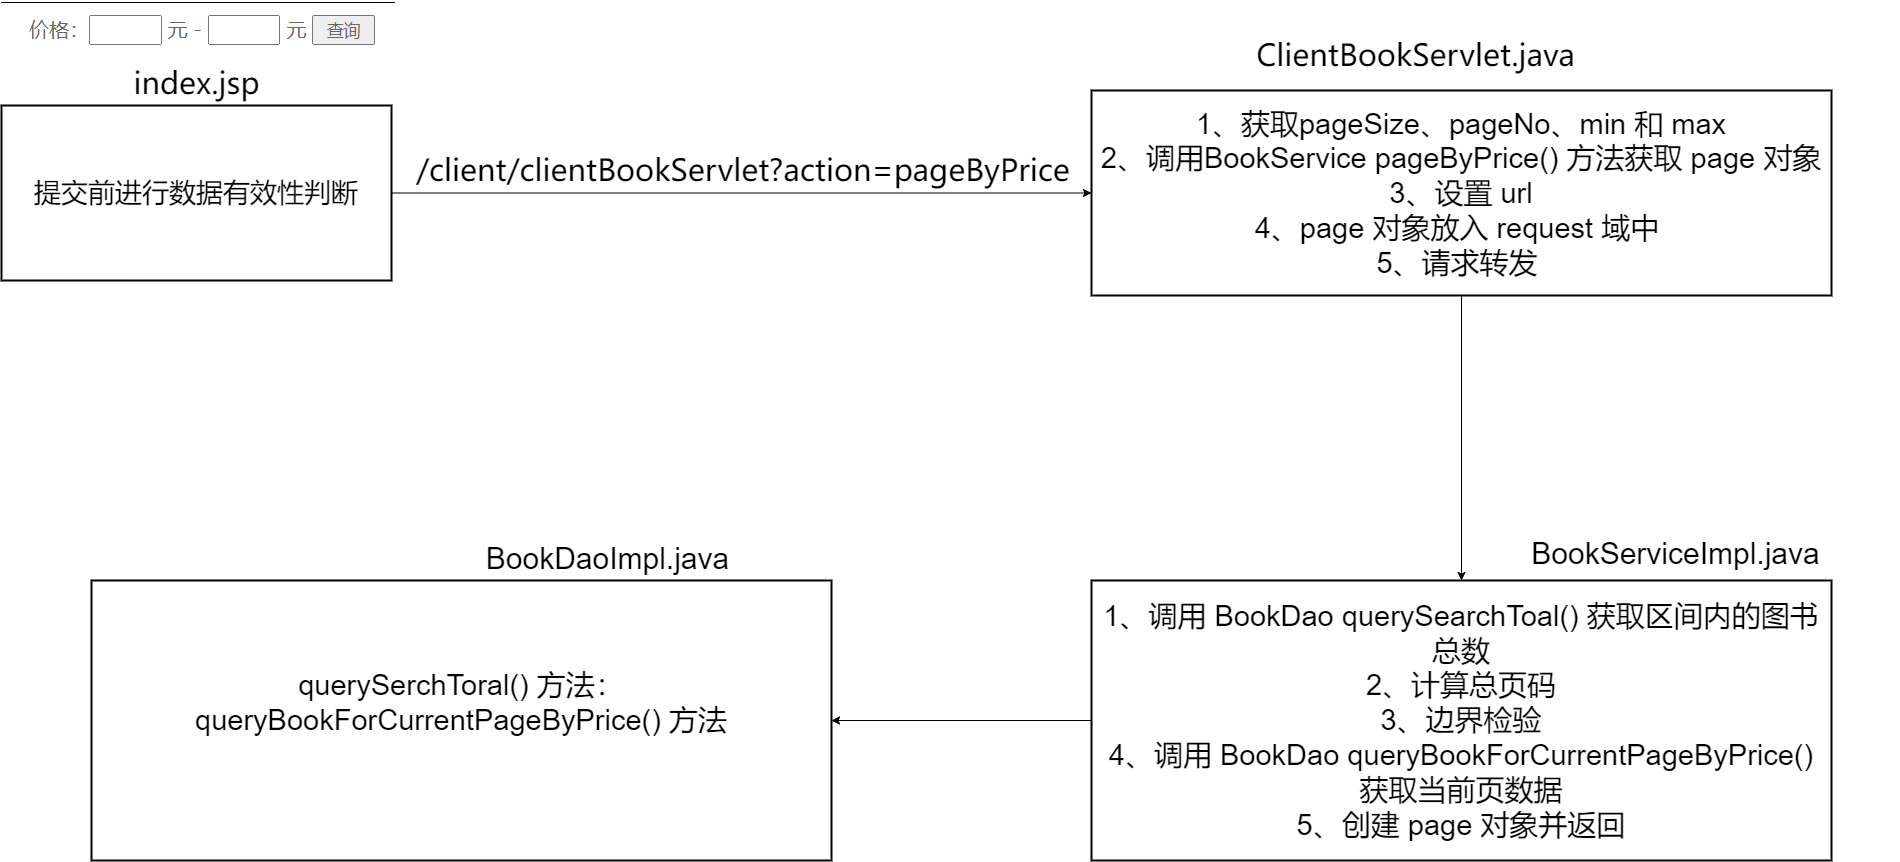 价格： 元 - 元 查询
index.jsp
提交前进行数据有效性判断
/client/clientBookServlet?action=pageByPrice
ClientBookServlet.java
1、获取pageSize、pageNo、min 和 max
2、调用BookService pageByPrice() 方法获取 page 对象
3、设置 url
4、page 对象放入 request 域中
5、请求转发
BookServiceImpl.java
1、调用 BookDao querySearchToal() 获取区间内的图书
总数
2、计算总页码
3、边界检验
4、调用 BookDao queryBookForCurrentPageByPrice()
获取当前页数据
5、创建 page 对象并返回
BookDaoImpl.java
querySerchToral() 方法：
queryBookForCurrentPageByPrice() 方法